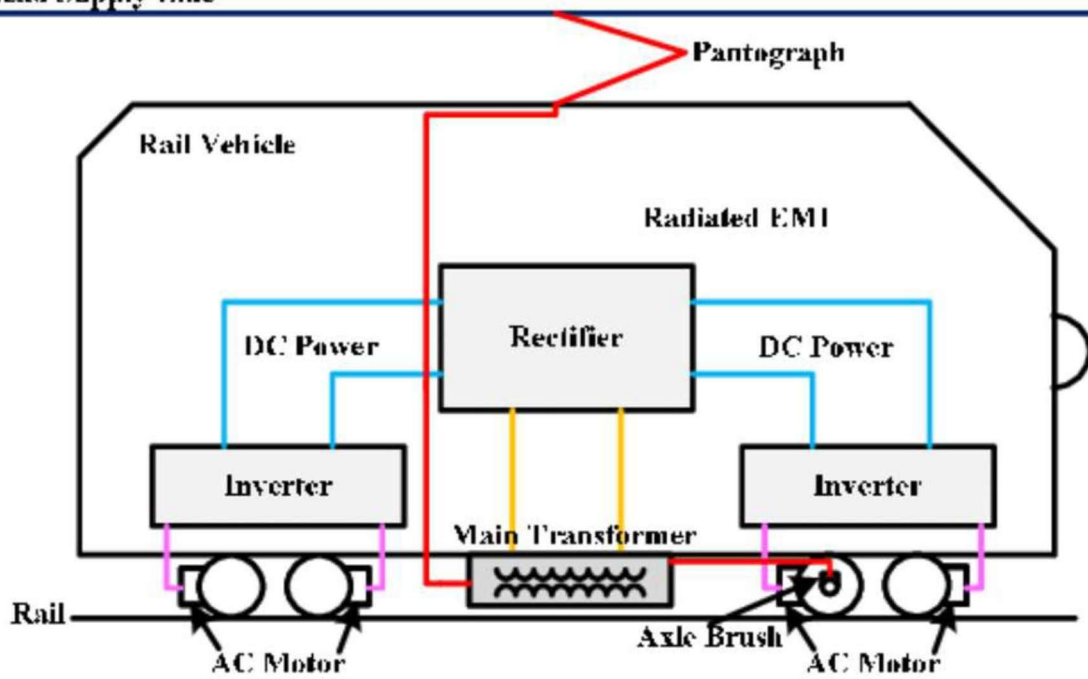 Pantograph
Rail Vehicle
Radiated EMI
Rectifier
DC Power
DC Power
Inverter
Inverter
Main Transformer
Rail
Axle Brush
AC Motor
AC Motor